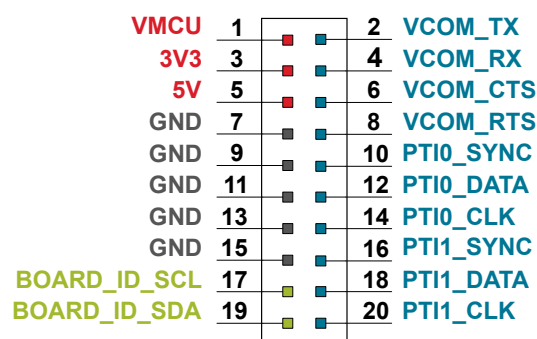 VMCU 1 2 VCOM_TX
3V3 3 4 VCOM_RX
5V 5 6 VCOM_CTS
GND 7 8 VCOM_RTS
GND 9 10 PTI0_SYNC
GND 11 12 PTI0_DATA
GND 13 14 PTI0_CLK
GND 15 16 PTI1_SYNC
BOARD_ID_SCL 17 18 PTI1_DATA
BOARD_ID_SDA 19 20 PTI1_CLK